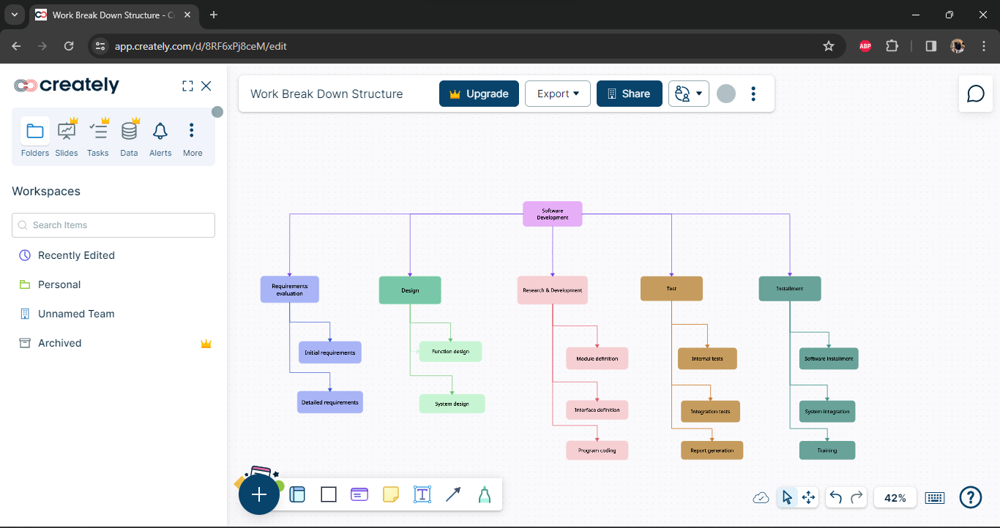 Work Break Down Structure - C
app.creately.com/d/8RF6xPj8ceM/edit
ABP
creately
Folders
Slides
Tasks
Data
Alerts
More
Workspaces
Search Items
Recently Edited
Personal
Unnamed Team
Archived
Work Break Down Structure
Upgrade
Export
Share
Software
Development
Requirements
evaluation
Design
Research & Development
Test
Installment
Initial requirements
Function design
Module definition
Internal tests
Software Installment
Detailed requirements
System design
Interface definition
Integration tests
System Integration
Program coding
Report generation
Training
T
42%
?